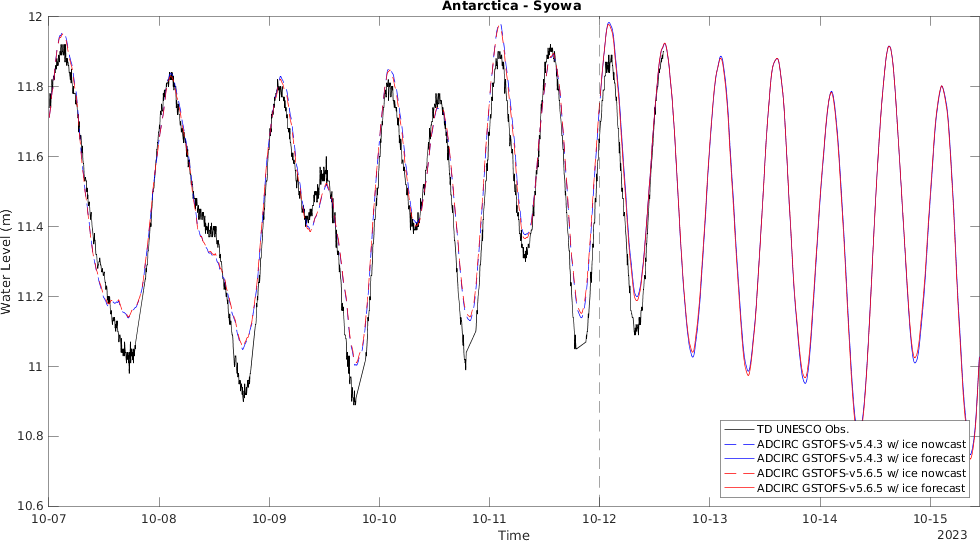 Antarctica - Syowa
12
11.8
11.6
11.4
11.2
11
10.8
10.6
Water Level (m)
TD UNESCO Obs.
ADCIRC GSTOFS-v5.4.3 w/ ice nowcast
ADCIRC GSTOFS-v5.4.3 w/ ice forecast
ADCIRC GSTOFS-v5.6.5 w/ ice nowcast
ADCIRC GSTOFS-v5.6.5 w/ ice forecast
10-07 10-08 10-09 10-10 10-11 10-12 10-13 10-14 10-15
Time
2023